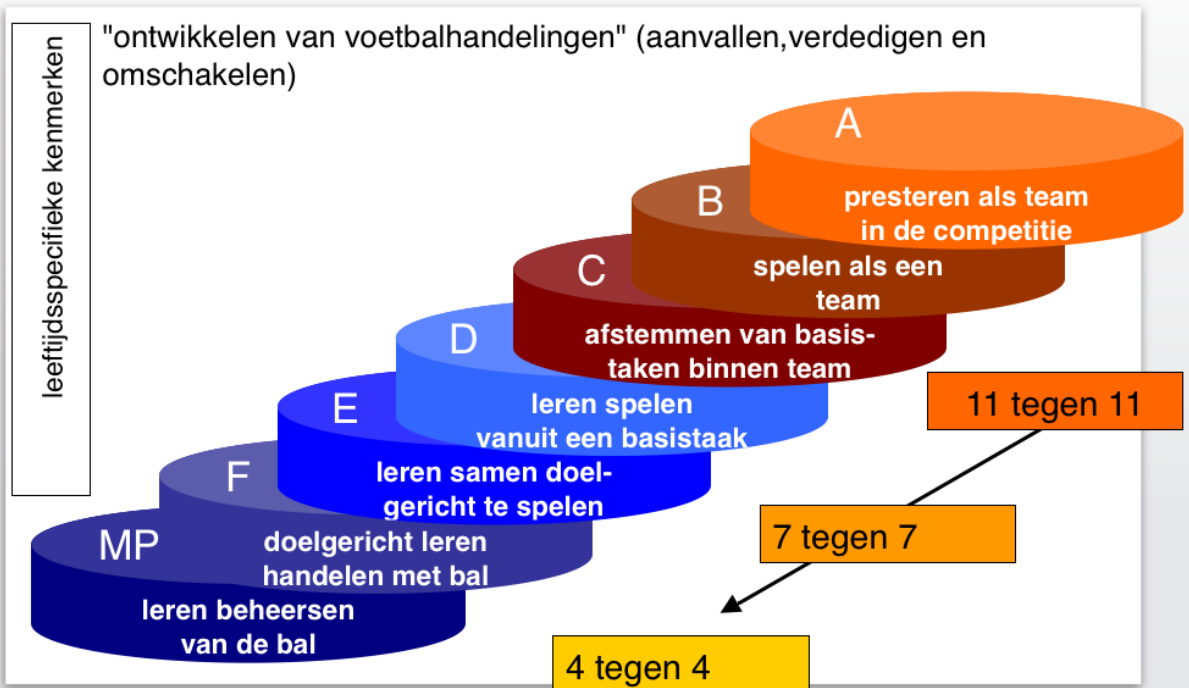 "ontwikkelen van voetbalhandelingen" (aanvallen,verdedigen en
omschakelen)
leeftijdsspecifieke kenmerken
A
presteren als team
in de competitie
B
spelen als een
team
C
afstemmen van basis-
taken binnen team
D
leren spelen
vanuit een basistaak
E
leren samen doel-
gericht te spelen
F
doelgericht leren
handelen met bal
MP
leren beheersen
van de bal
11 tegen 11
7 tegen 7
4 tegen 4